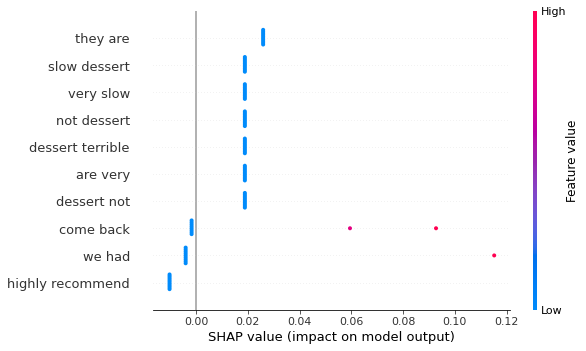 they are
slow dessert
very slow
not dessert
dessert terrible
are very
dessert not
come back
we had
highly recommend
0.00 0.02 0.04 0.06 0.08 0.10 0.12
SHAP value (impact on model output)
High
Feature value
Low